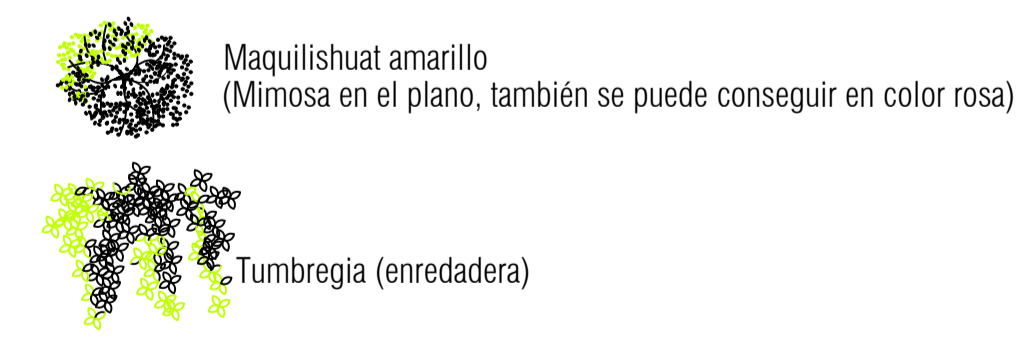 Maquilishuat amarillo
(Mimosa en el plano, también se puede conseguir en color rosa)
Tumbregia (enredadera)